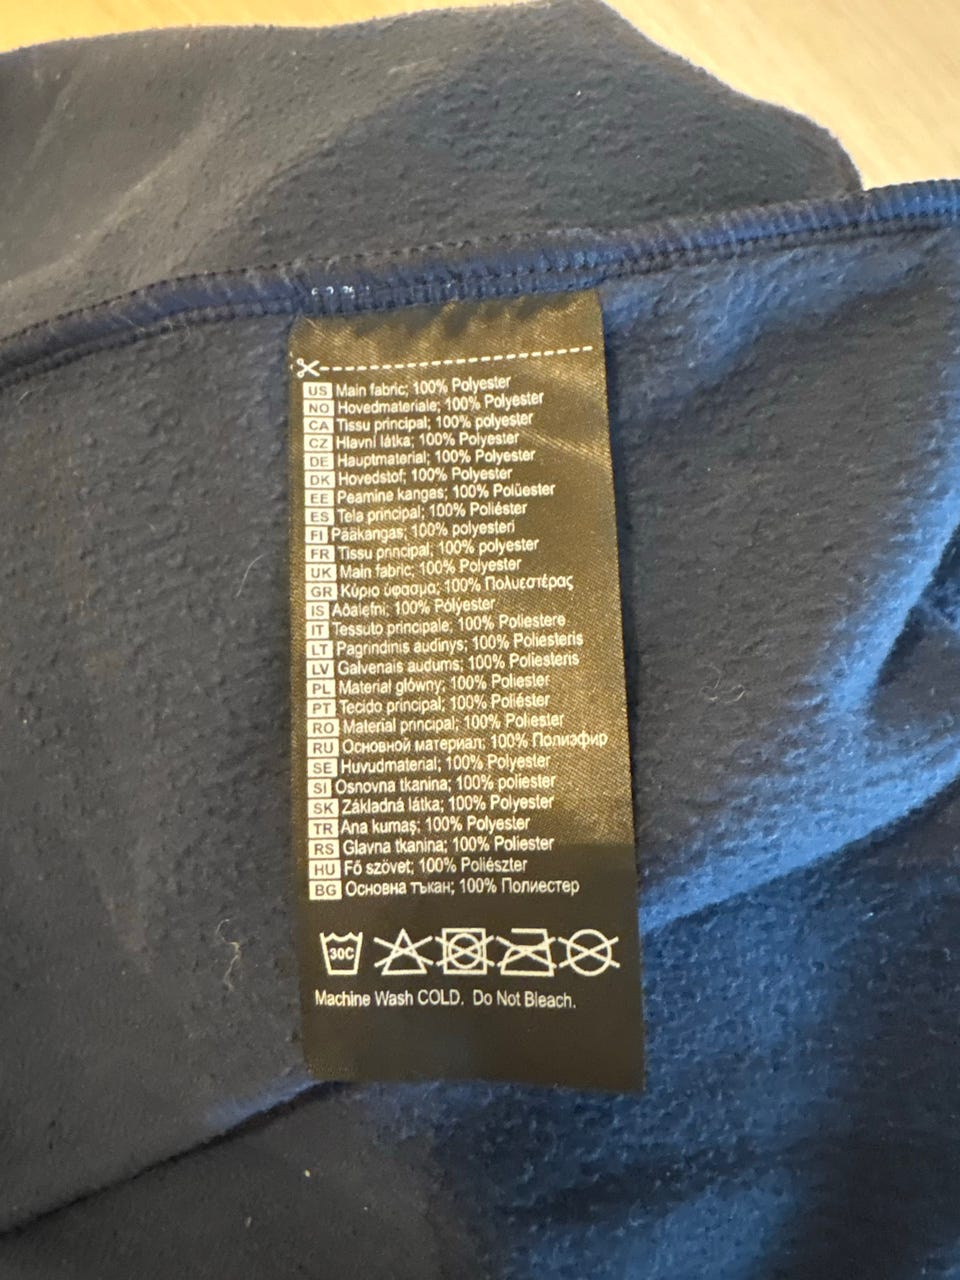 US Main fabric; 100% Polyester
NO Hovedmateriale; 100% Polyester
CA Tissu principal; 100% polyester
CZ Hlavní látka; 100% Polyester
DE Hauptmaterial; 100% Polyester
DK Hovedstof; 100% Polyester
EE Peamine kangas; 100% Polüester
ES Tela principal; 100% Poliéster
FI Pääkangas; 100% polyesteri
FR Tissu principal; 100% polyester
UK Main fabric; 100% Polyester
GR Κύριο ύφασμα; 100% Πολυεστέρας
IS Aðalefni; 100% Pólýester
IT Tessuto principale; 100% Poliestere
LT Pagrindinis audinys; 100% Poliesteris
LV Galvenais audums; 100% Poliesteris
PL Materiał główny; 100% Poliester
PT Tecido principal; 100% Poliéster
RO Material principal; 100% Poliester
RU Основной материал; 100% Полиэфир
SE Huvudmaterial; 100% Polyester
SI Osnovna tkanina; 100% poliester
SK Základná látka; 100% Polyester
TR Ana kumaş; 100% Polyester
RS Glavna tkanina; 100% Poliester
HU Fő szövet; 100% Poliészter
BG Основна тъкан; 100% Полиестер
30C
Machine Wash COLD. Do Not Bleach.